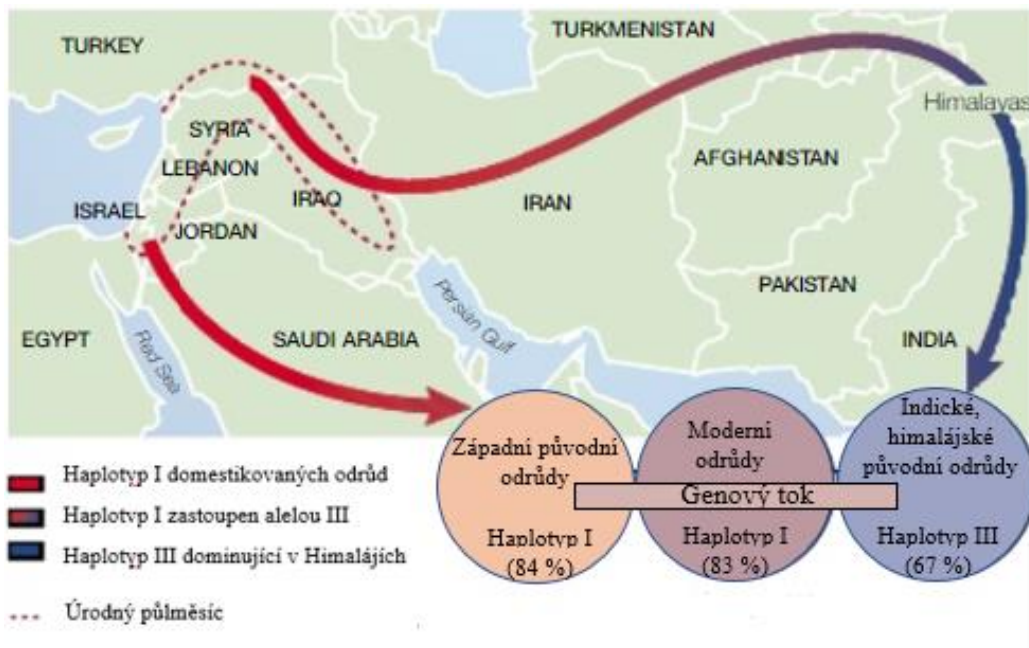 TURKEY
TURKMENISTAN
Himalayas
SYRIA
LEBANON
AFGHANISTAN
IRAQ
IRAN
ISRAEL
JORDAN
PAKISTAN
EGYPT
Red Sea
SAUDI ARABIA
Persian Gulf
INDIA
Západní původní
odrůdy
Haplotyp I
(84 %)
Moderní
odrůdy
Haplotyp I
(83 %)
Indické,
himalájské
původní odrůdy
Haplotyp III
(67 %)
Genový tok
Haplotyp I domestikovaných odrůd
Haplotyp I zastoupen alelou III
Haplotyp III dominující v Himalájích
Úrodný půlměsíc